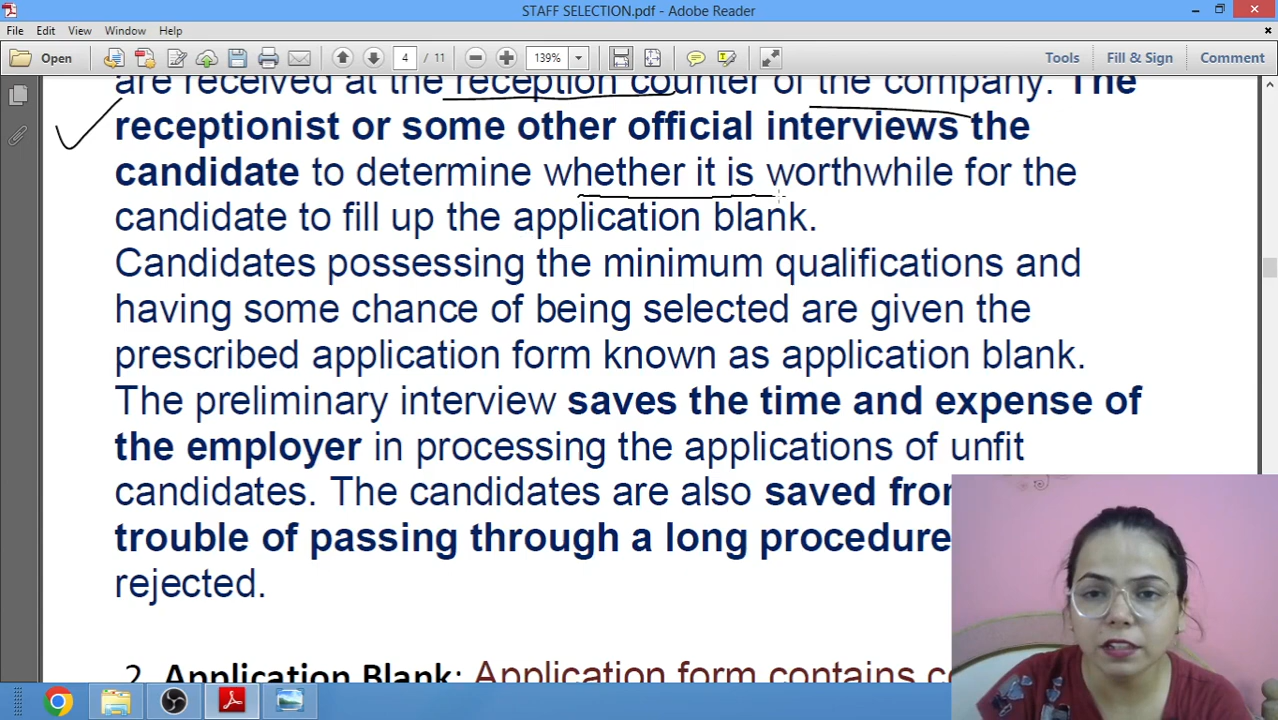 STAFF SELECTION.pdf - Adobe Reader
File Edit View Window Help
Open 4 / 11 139% Tools Fill & Sign Comment
are received at the reception counter of the company. The
receptionist or some other official interviews the
candidate to determine whether it is worthwhile for the
candidate to fill up the application blank.
Candidates possessing the minimum qualifications and
having some chance of being selected are given the
prescribed application form known as application blank.
The preliminary interview saves the time and expense of
the employer in processing the applications of unfit
candidates. The candidates are also saved from
trouble of passing through a long procedure
rejected.
2. Application Blank: Application form contains